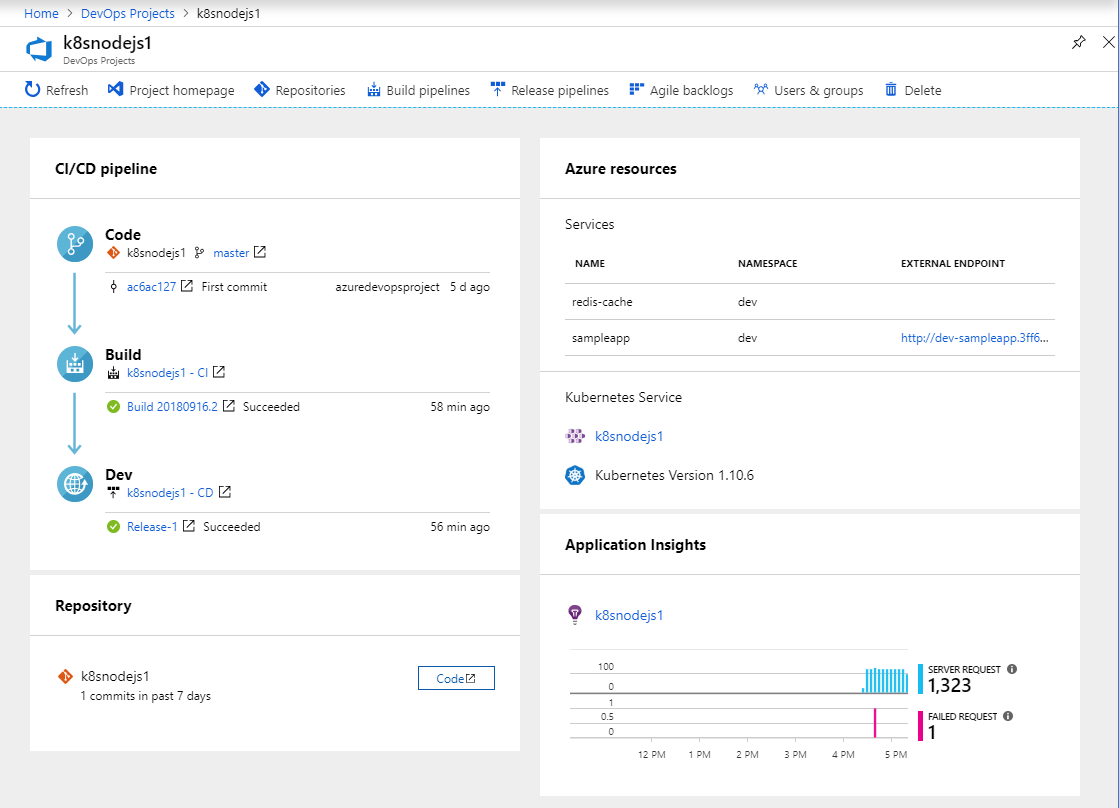 Home > DevOps Projects > k8snodejs1
k8snodejs1
DevOps Projects
Refresh Project homepage Repositories Build pipelines Release pipelines Agile backlogs Users & groups Delete
CI/CD pipeline
Code
k8snodejs1 master
ac6ac127 First commit azuredevopsproject 5 d ago
Build
k8snodejs1 - CI
Build 20180916.2 Succeeded 58 min ago
Dev
k8snodejs1 - CD
Release-1 Succeeded 56 min ago
Repository
k8snodejs1
1 commits in past 7 days
Code
Azure resources
Services
NAME NAMESPACE EXTERNAL ENDPOINT
redis-cache dev
sampleapp dev http://dev-sampleapp.3ff6...
Kubernetes Service
k8snodejs1
Kubernetes Version 1.10.6
Application Insights
k8snodejs1
100
0
1
0.5
0
12 PM 1 PM 2 PM 3 PM 4 PM 5 PM
SERVER REQUEST
1,323
FAILED REQUEST
1